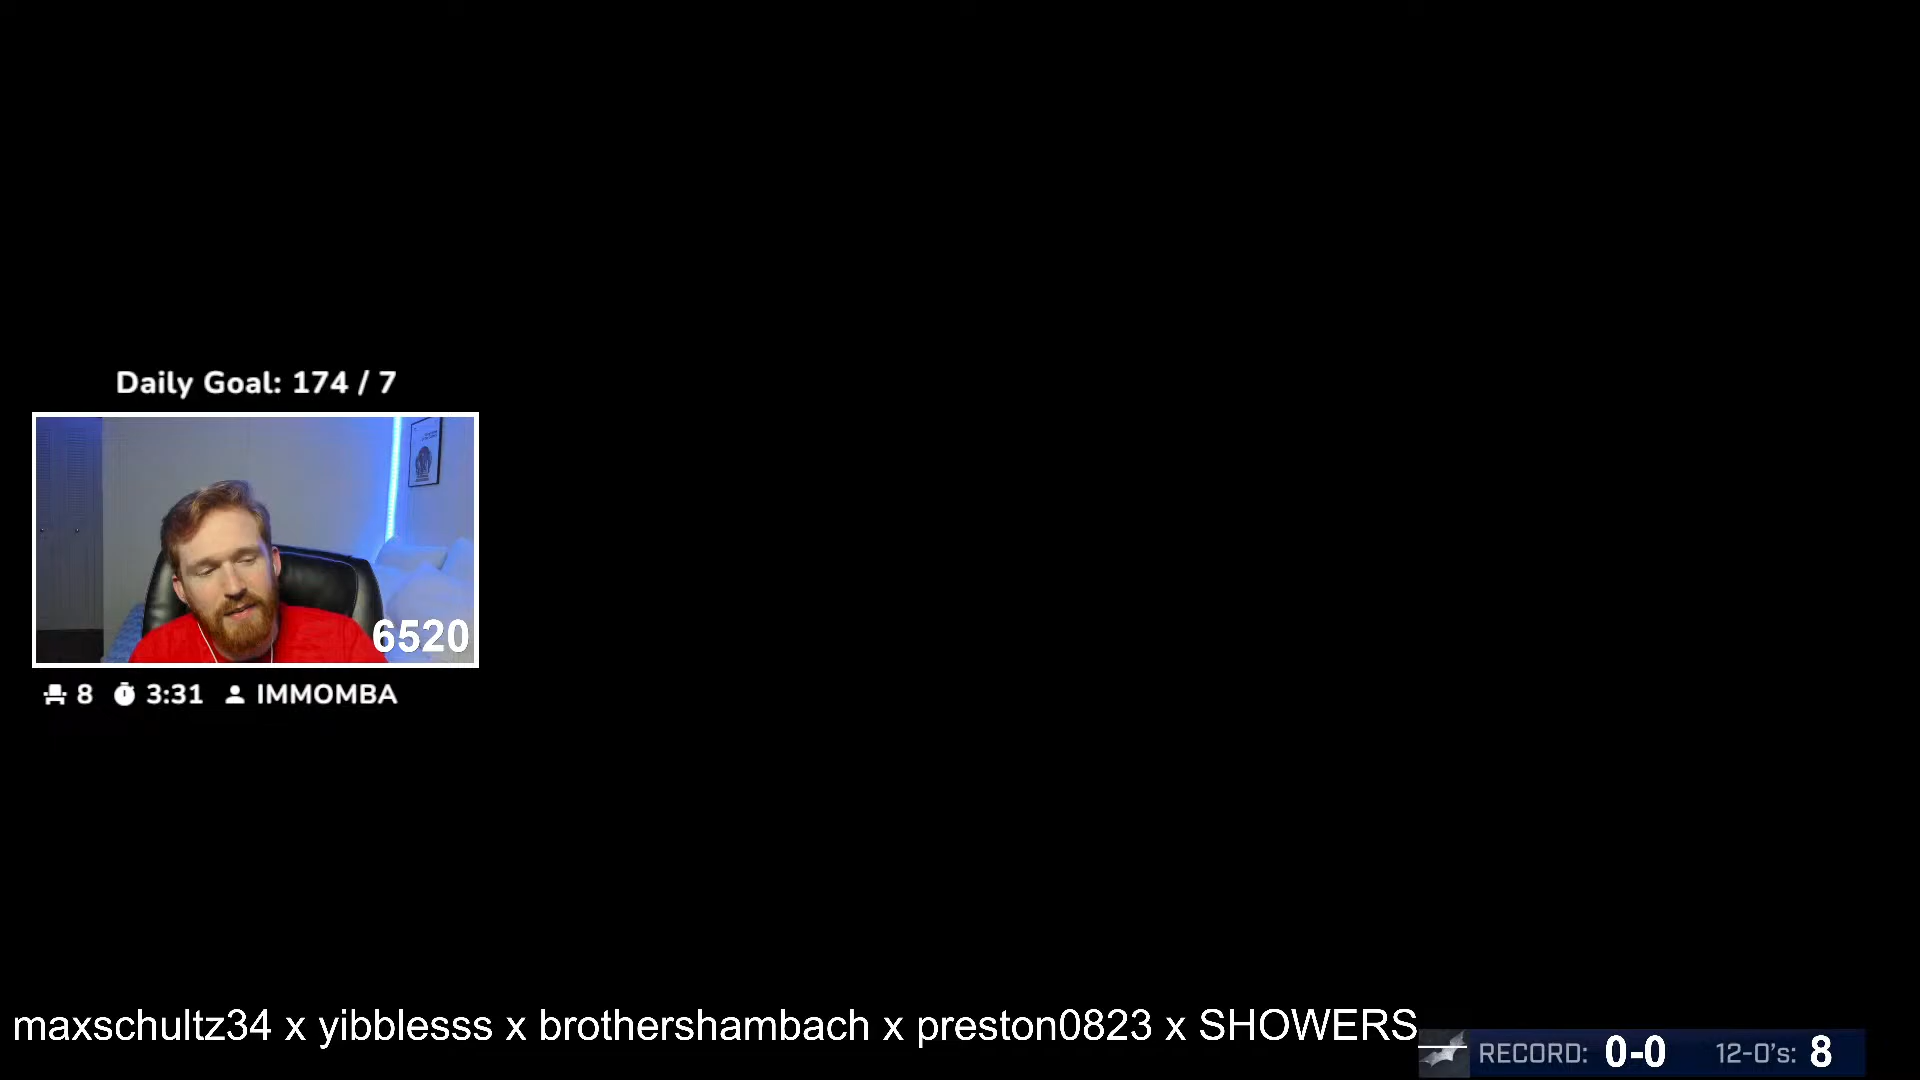 Daily Goal: 174 / 7
6520
8 3:31 IMMOMBA
maxschultz34 x yibblesss x brothershambach x preston0823 x SHOWERS
RECORD: 0-0 12-0's: 8